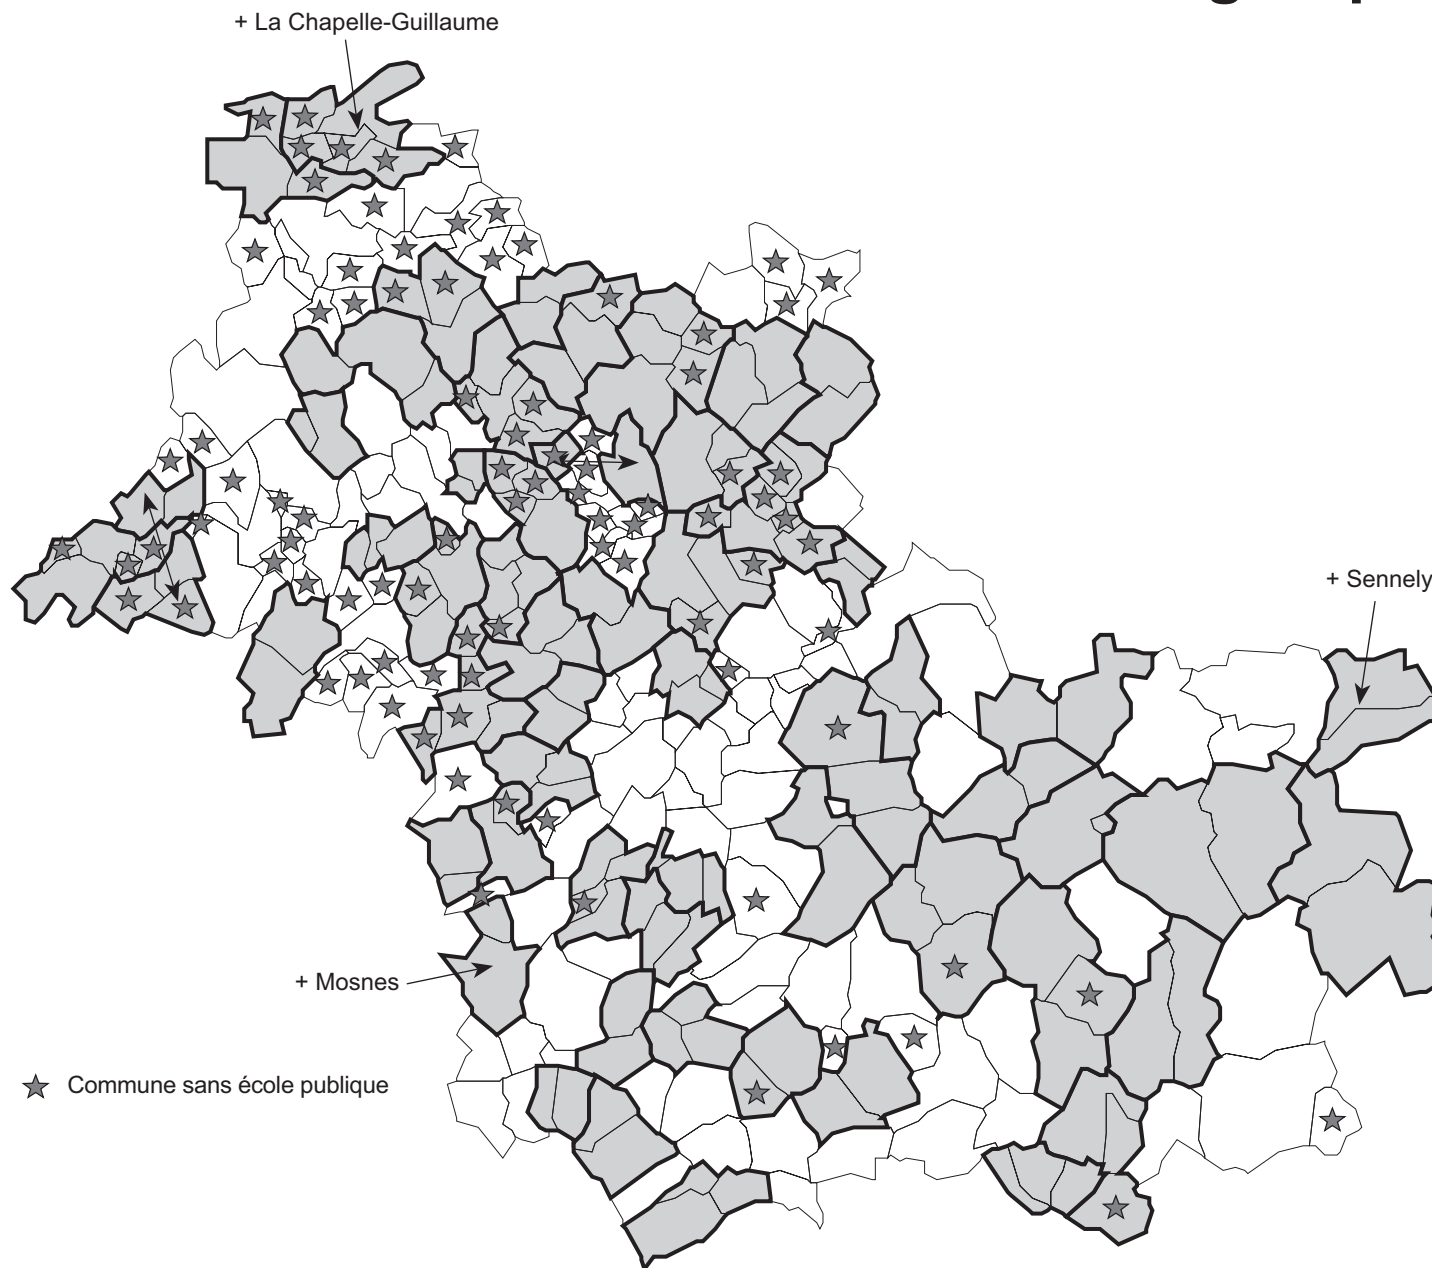 + La Chapelle-Guillaume
+ Sennely
+ Mosnes
Commune sans école publique